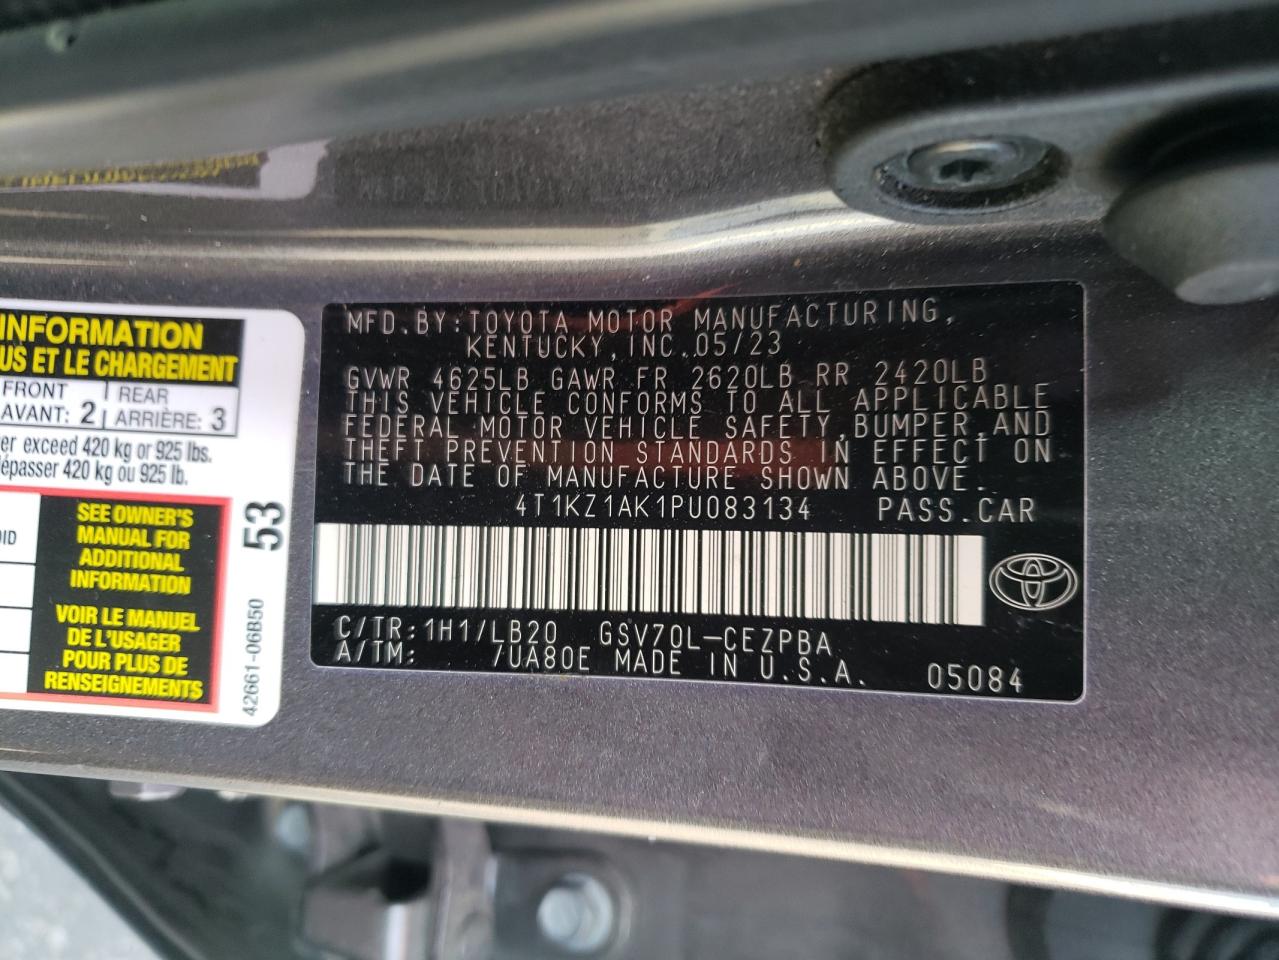 INFORMATION
US ET LE CHARGEMENT
FRONT
AVANT: 2
REAR
ARRIÈRE: 3
er exceed 420 kg or 925 lbs.
dépasser 420 kg ou 925 lb.
SEE OWNER'S
MANUAL FOR
ADDITIONAL
INFORMATION
VOIR LE MANUEL
DE L'USAGER
POUR PLUS DE
RENSEIGNEMENTS
53
42661-06B50
MFD.BY:TOYOTA MOTOR MANUFACTURING,
KENTUCKY,INC.05/23
GVWR 4625LB GAWR FR 2620LB RR 2420LB
THIS VEHICLE CONFORMS TO ALL APPLICABLE
FEDERAL MOTOR VEHICLE SAFETY,BUMPER,AND
THEFT PREVENTION STANDARDS IN EFFECT ON
THE DATE OF MANUFACTURE SHOWN ABOVE.
4T1KZ1AK1PU083134 PASS.CAR
C/TR:1H1/LB20 GSV70L-CEZPBA
A/TM: /UA80E MADE IN U.S.A. 05084